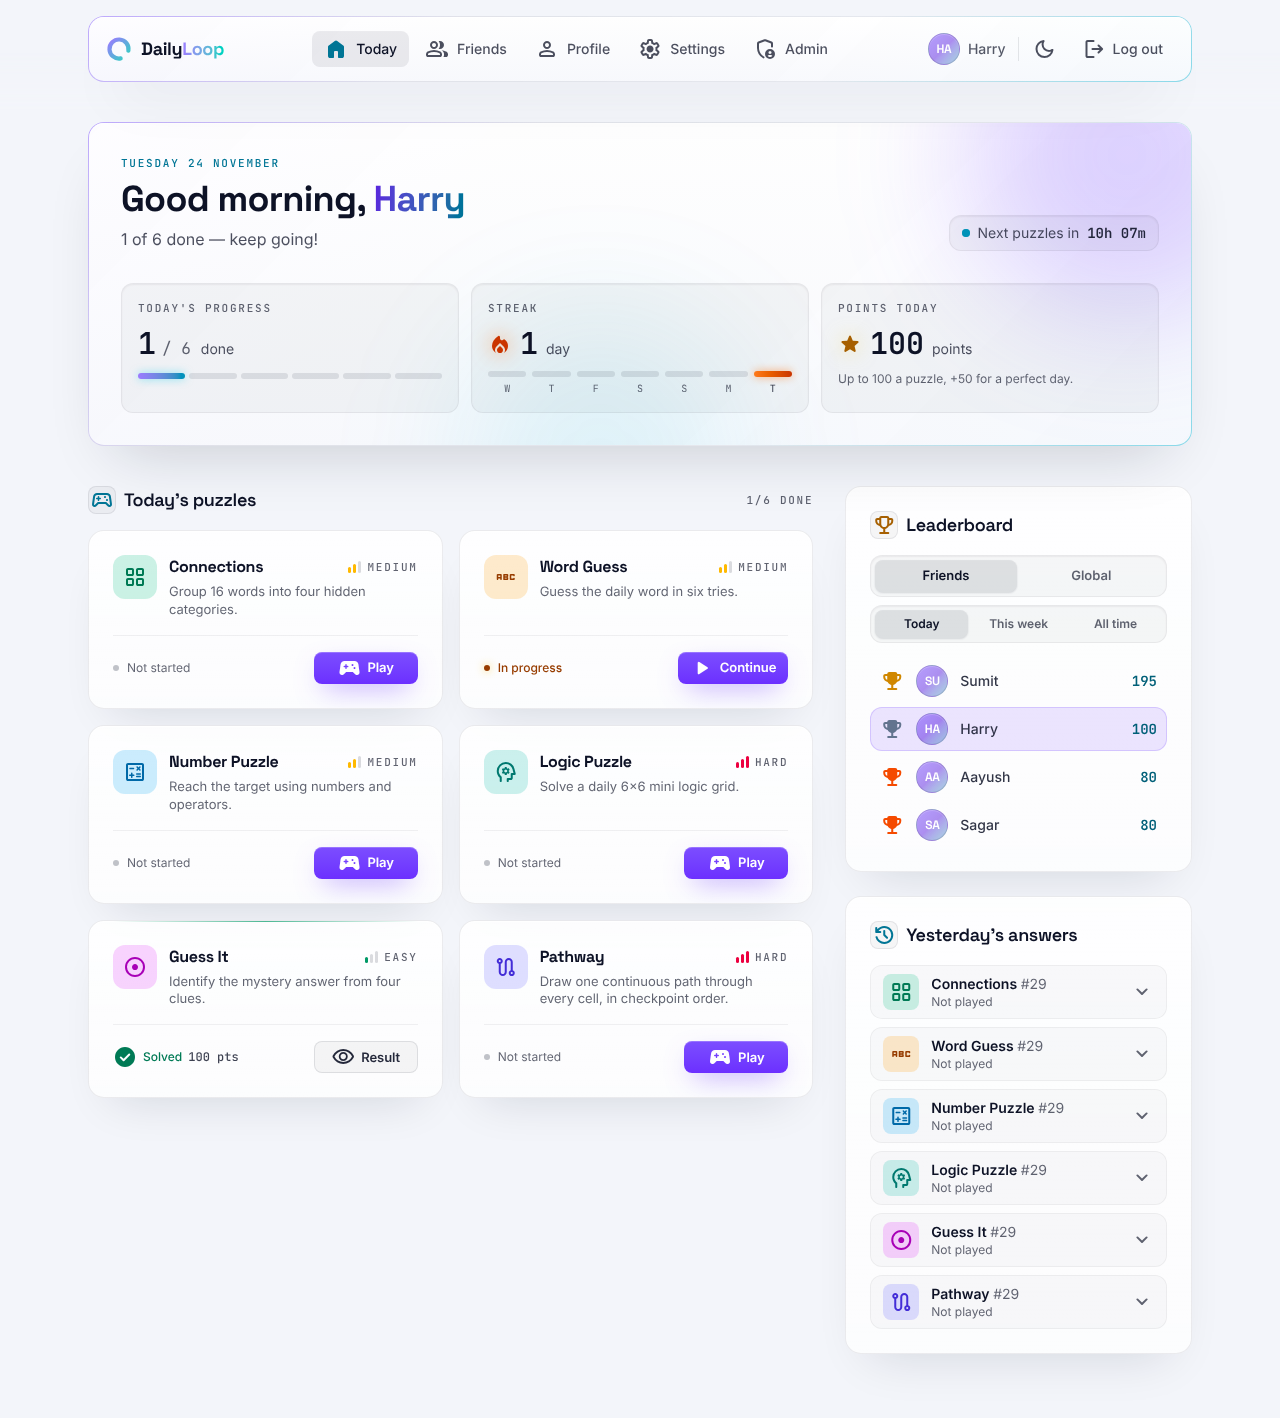 DailyLoop
Today
Friends
Profile
Settings
Admin
HA
Harry
Log out
TUESDAY 24 NOVEMBER
Good morning, Harry
1 of 6 done — keep going!
Next puzzles in 10h 07m
TODAY'S PROGRESS
1 / 6 done
STREAK
1 day
W T F S S M T
POINTS TODAY
100 points
Up to 100 a puzzle, +50 for a perfect day.
Today's puzzles
1/6 DONE
Connections
MEDIUM
Group 16 words into four hidden
categories.
Not started
Play
ABC
Word Guess
MEDIUM
Guess the daily word in six tries.
In progress
Continue
Number Puzzle
MEDIUM
Reach the target using numbers and
operators.
Not started
Play
Logic Puzzle
HARD
Solve a daily 6×6 mini logic grid.
Not started
Play
Guess It
EASY
Identify the mystery answer from four
clues.
Solved 100 pts
Result
Pathway
HARD
Draw one continuous path through
every cell, in checkpoint order.
Not started
Play
Leaderboard
Friends
Global
Today
This week
All time
SU Sumit 195
HA Harry 100
AA Aayush 80
SA Sagar 80
Yesterday's answers
Connections #29
Not played
ABC
Word Guess #29
Not played
Number Puzzle #29
Not played
Logic Puzzle #29
Not played
Guess It #29
Not played
Pathway #29
Not played